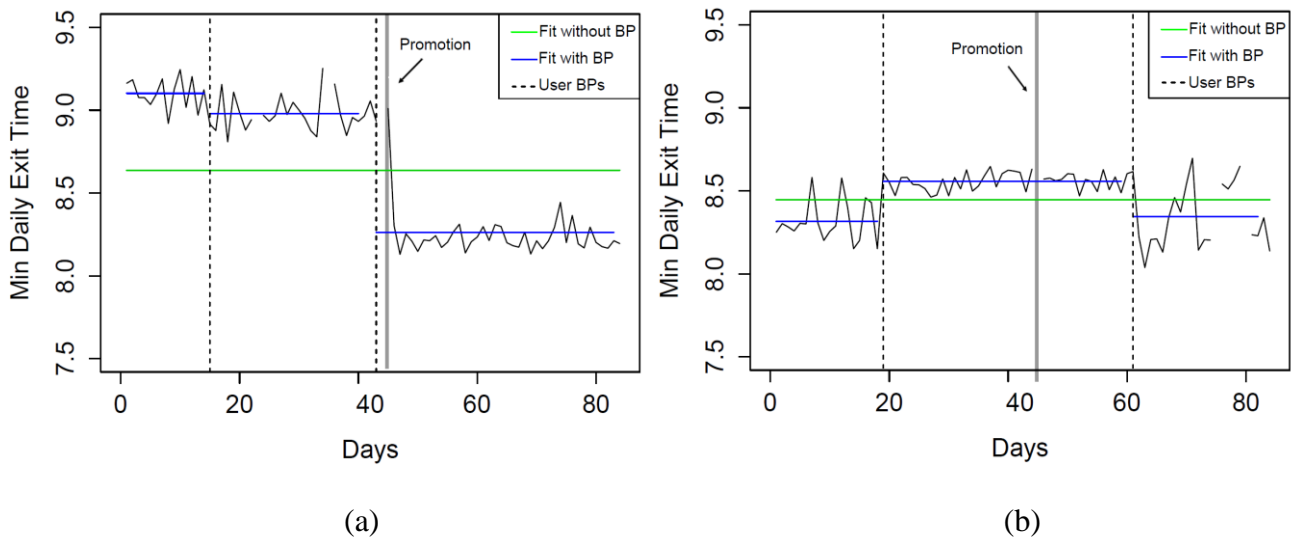 9.5
9.0
8.5
8.0
7.5
Min Daily Exit Time
0
20
40
60
80
Days
Promotion
Fit without BP
Fit with BP
User BPs
(a)
9.5
9.0
8.5
8.0
7.5
Min Daily Exit Time
0
20
40
60
80
Days
Promotion
Fit without BP
Fit with BP
User BPs
(b)